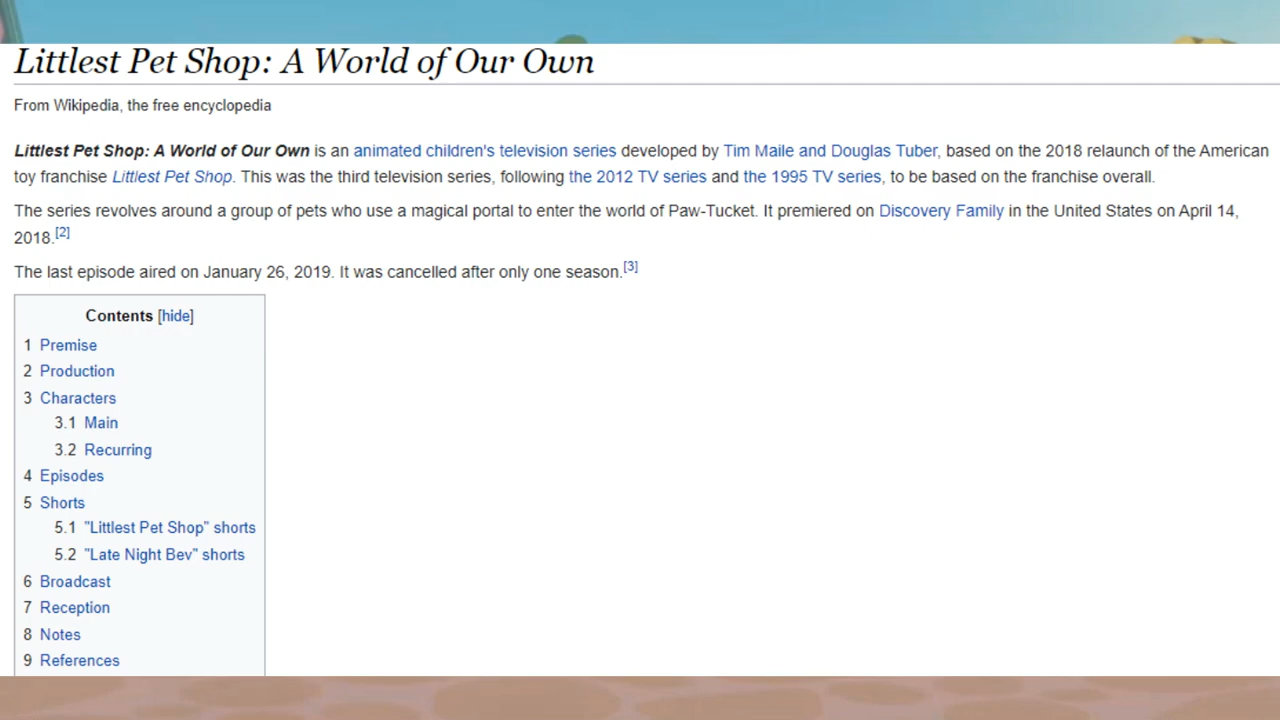 Littlest Pet Shop: A World of Our Own
From Wikipedia, the free encyclopedia
Littlest Pet Shop: A World of Our Own is an animated children's television series developed by Tim Maile and Douglas Tuber, based on the 2018 relaunch of the American
toy franchise Littlest Pet Shop. This was the third television series, following the 2012 TV series and the 1995 TV series, to be based on the franchise overall.
The series revolves around a group of pets who use a magical portal to enter the world of Paw-Tucket. It premiered on Discovery Family in the United States on April 14,
2018.[2]
The last episode aired on January 26, 2019. It was cancelled after only one season.[3]
Contents [hide]
1 Premise
2 Production
3 Characters
3.1 Main
3.2 Recurring
4 Episodes
5 Shorts
5.1 "Littlest Pet Shop" shorts
5.2 "Late Night Bev" shorts
6 Broadcast
7 Reception
8 Notes
9 References